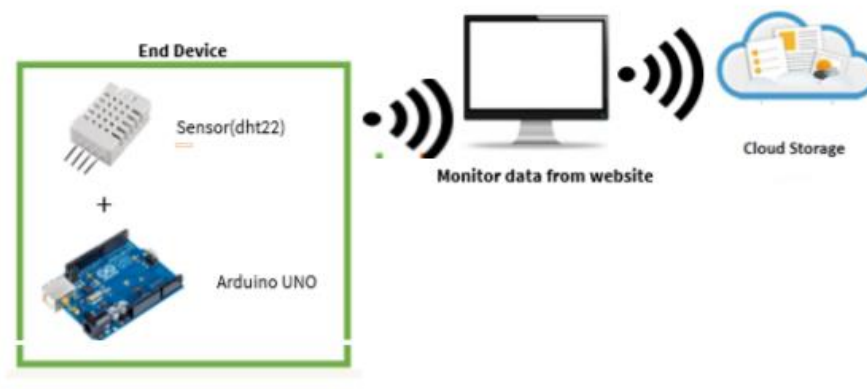 End Device
Sensor(dht22)
+
Arduino UNO
Monitor data from website
Cloud Storage